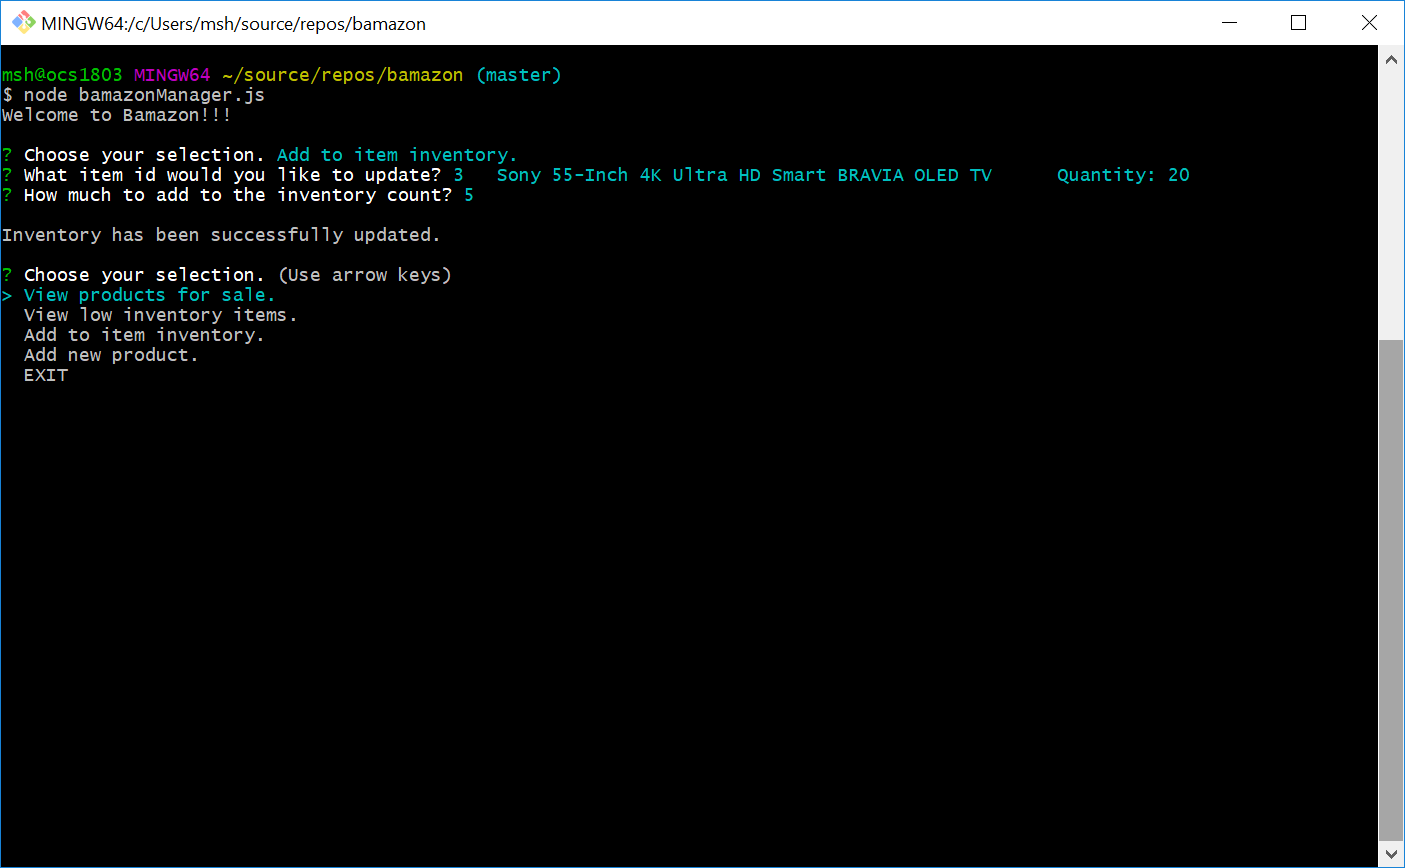 MINGW64:/c/Users/msh/source/repos/bamazon
msh@ocs1803 MINGW64 ~/source/repos/bamazon (master)
$ node bamazonManager.js
Welcome to Bamazon!!!
? Choose your selection. Add to item inventory.
? What item id would you like to update? 3   Sony 55-Inch 4K Ultra HD Smart BRAVIA OLED TV      Quantity: 20
? How much to add to the inventory count? 5
Inventory has been successfully updated.
? Choose your selection. (Use arrow keys)
> View products for sale.
  View low inventory items.
  Add to item inventory.
  Add new product.
  EXIT